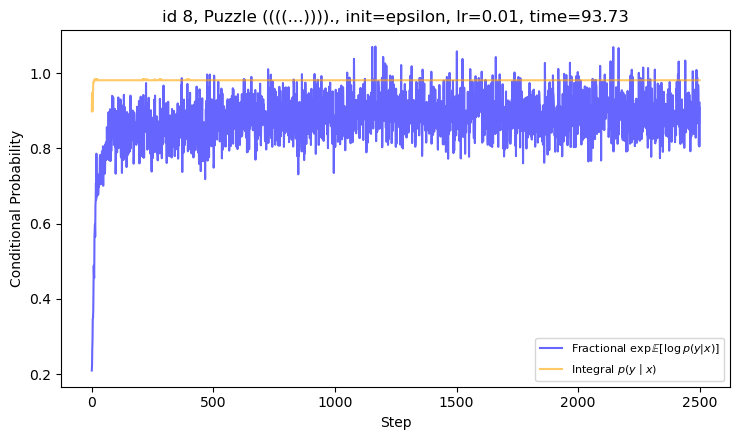 id 8, Puzzle ((((...))))., init=epsilon, lr=0.01, time=93.73
Conditional Probability
1.0
0.8
0.6
0.4
0.2
Fractional exp𝔼[log p(y|x)]
Integral p(y | x)
0
500
1000
1500
2000
2500
Step